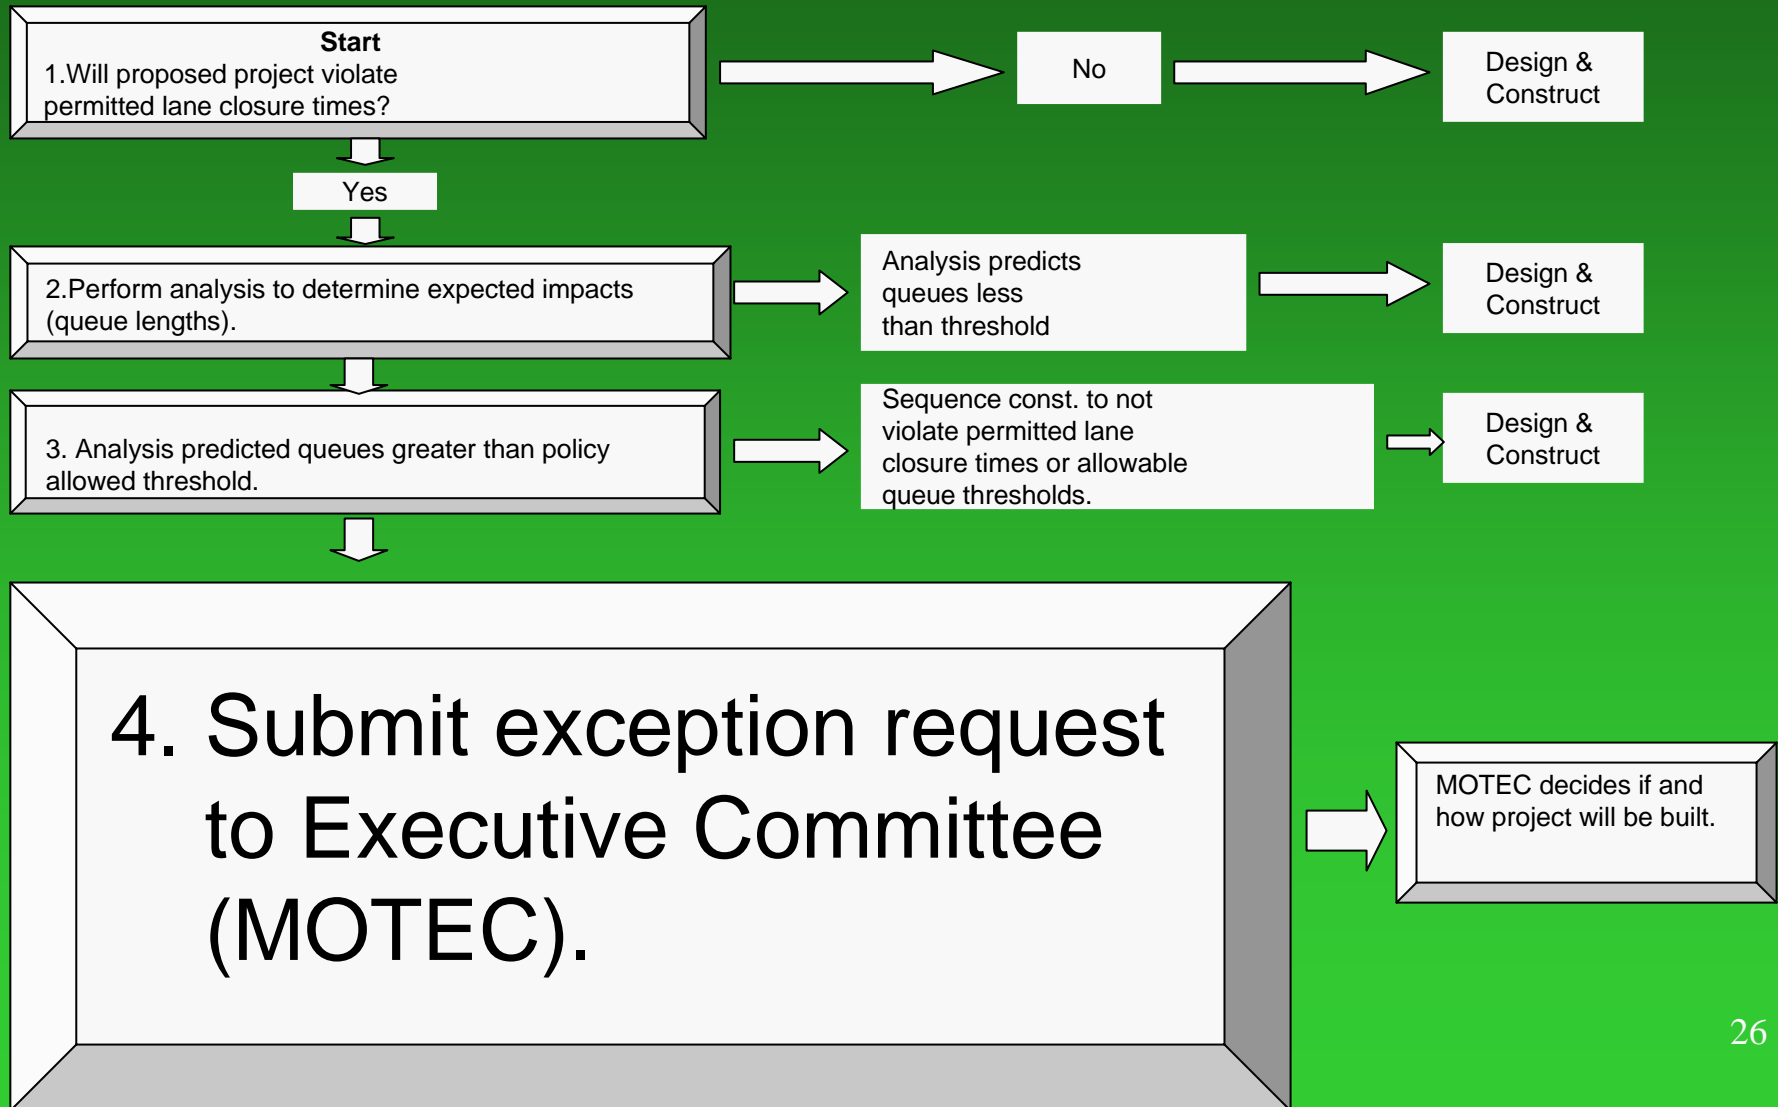 Start
1.Will proposed project violate
permitted lane closure times?
No
Design &
Construct
Yes
2.Perform analysis to determine expected impacts
(queue lengths).
Analysis predicts
queues less
than threshold
Design &
Construct
3. Analysis predicted queues greater than policy
allowed threshold.
Sequence const. to not
violate permitted lane
closure times or allowable
queue thresholds.
Design &
Construct
4. Submit exception request
to Executive Committee
(MOTEC).
MOTEC decides if and
how project will be built.
26